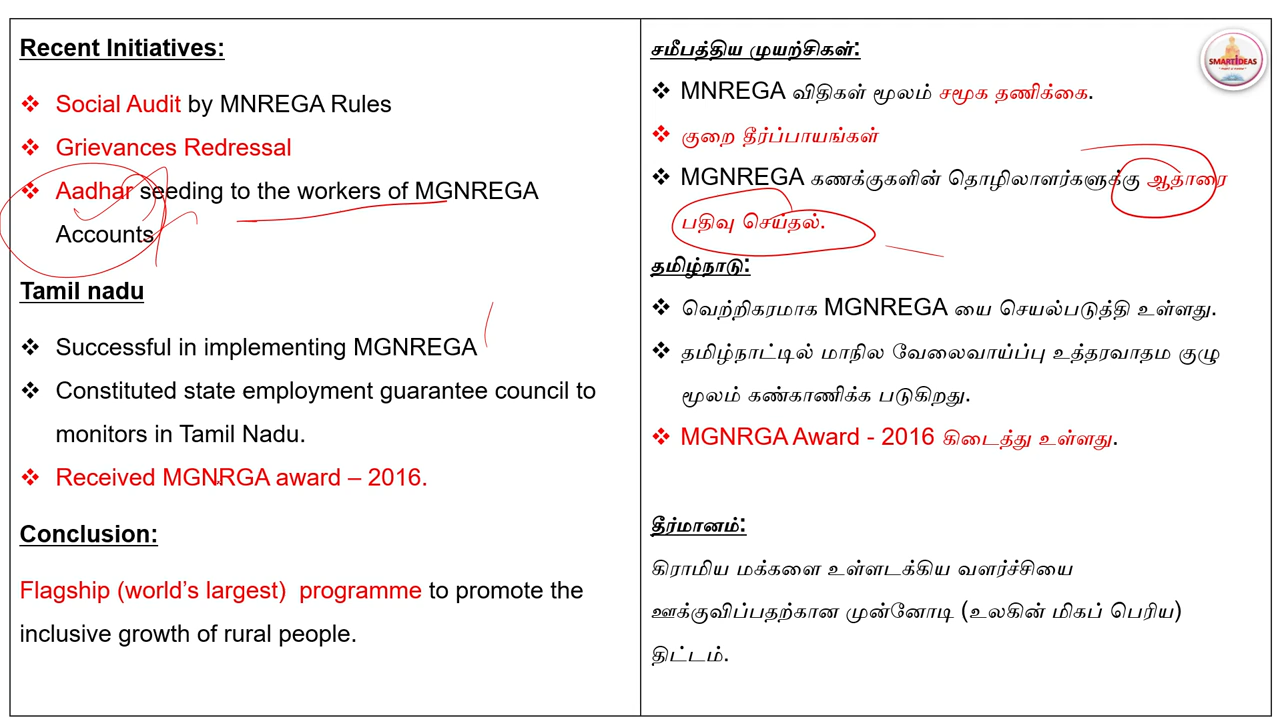 Recent Initiatives:
❖ Social Audit by MNREGA Rules
❖ Grievances Redressal
❖ Aadhar seeding to the workers of MGNREGA
Accounts
Tamil nadu
❖ Successful in implementing MGNREGA
❖ Constituted state employment guarantee council to
monitors in Tamil Nadu.
❖ Received MGNRGA award – 2016.
Conclusion:
Flagship (world’s largest) programme to promote the
inclusive growth of rural people.
சமீபத்திய முயற்சிகள்:
❖ MNREGA விதிகள் மூலம் சமூக தணிக்கை.
❖ குறை தீர்ப்பாயங்கள்
❖ MGNREGA கணக்குகளின் தொழிலாளர்களுக்கு ஆதாரை
பதிவு செய்தல்.
தமிழ்நாடு:
❖ வெற்றிகரமாக MGNREGA யை செயல்படுத்தி உள்ளது.
❖ தமிழ்நாட்டில் மாநில வேலைவாய்ப்பு உத்தரவாதம குழு
மூலம் கண்காணிக்க படுகிறது.
❖ MGNRGA Award - 2016 கிடைத்து உள்ளது.
தீர்மானம்:
கிராமிய மக்களை உள்ளடக்கிய வளர்ச்சியை
ஊக்குவிப்பதற்கான முன்னோடி (உலகின் மிகப் பெரிய)
திட்டம்.
SMART IDEAS